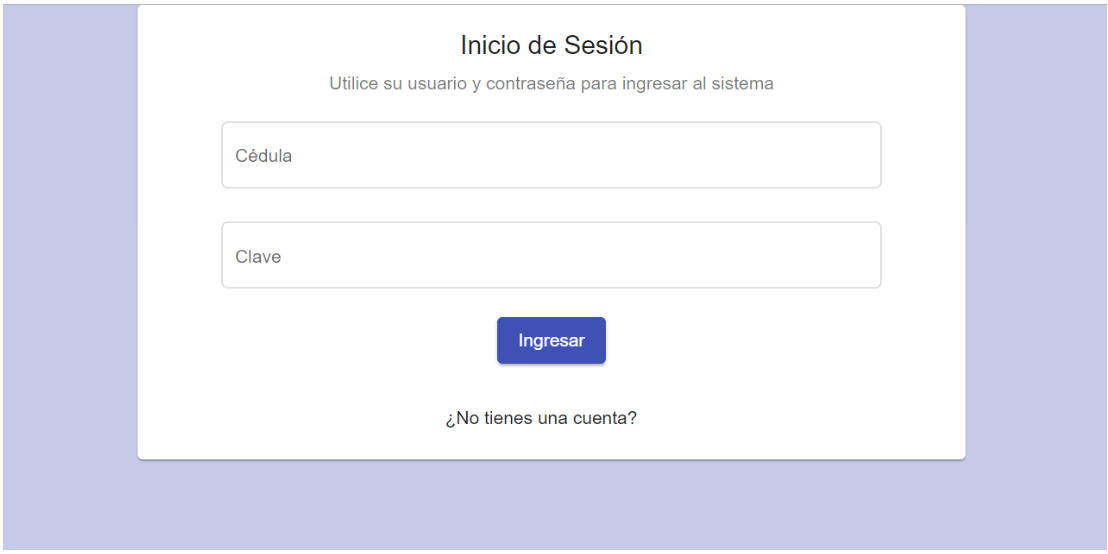 Inicio de Sesión
Utilice su usuario y contraseña para ingresar al sistema
Cédula
Clave
Ingresar
¿No tienes una cuenta?